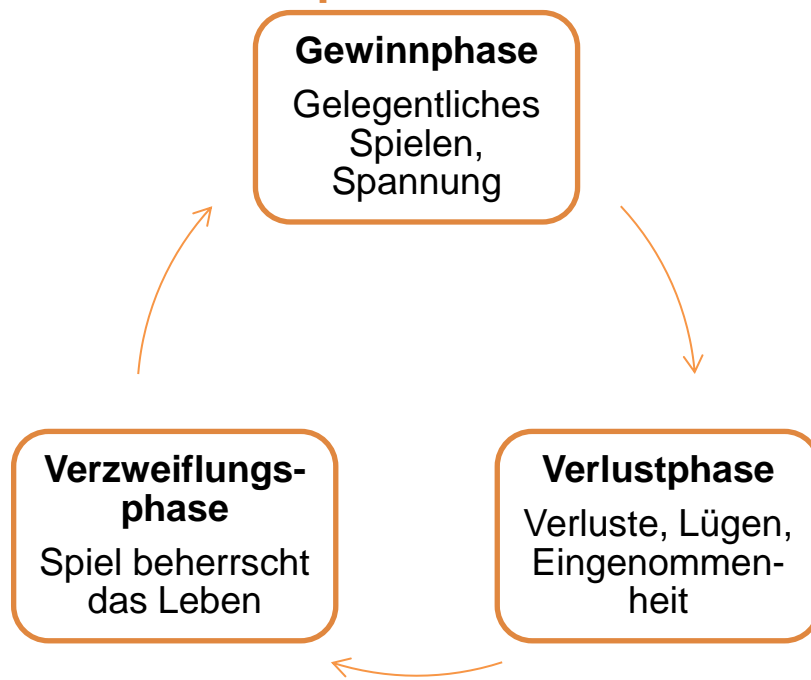 Gewinnphase
Gelegentliches
Spielen,
Spannung
Verlustphase
Verluste, Lügen,
Eingenommen-
heit
Verzweiflungs-
phase
Spiel beherrscht
das Leben